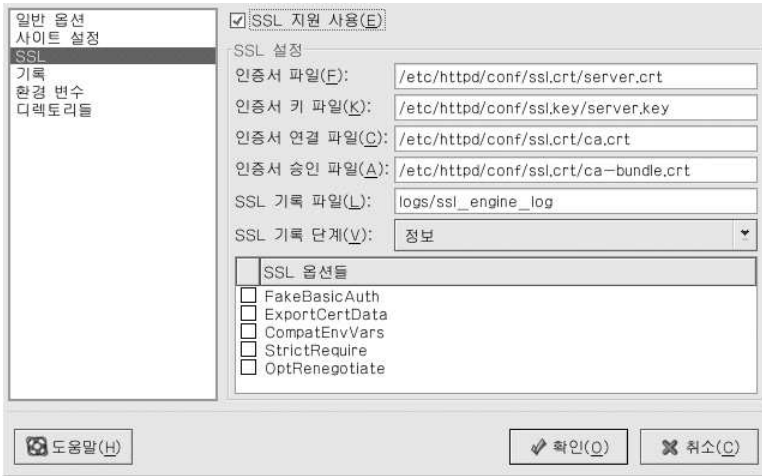 일반 옵션
사이트 설정
SSL
기록
환경 변수
디렉토리들
SSL 지원 사용(E)
SSL 설정
인증서 파일(F): /etc/httpd/conf/ssl.crt/server.crt
인증서 키 파일(K): /etc/httpd/conf/ssl.key/server.key
인증서 연결 파일(C): /etc/httpd/conf/ssl.crt/ca.crt
인증서 승인 파일(A): /etc/httpd/conf/ssl.crt/ca-bundle.crt
SSL 기록 파일(L): logs/ssl_engine_log
SSL 기록 단계(V): 정보
SSL 옵션들
FakeBasicAuth
ExportCertData
CompatEnvVars
StrictRequire
OptRenegotiate
도움말(H) 확인(O) 취소(C)